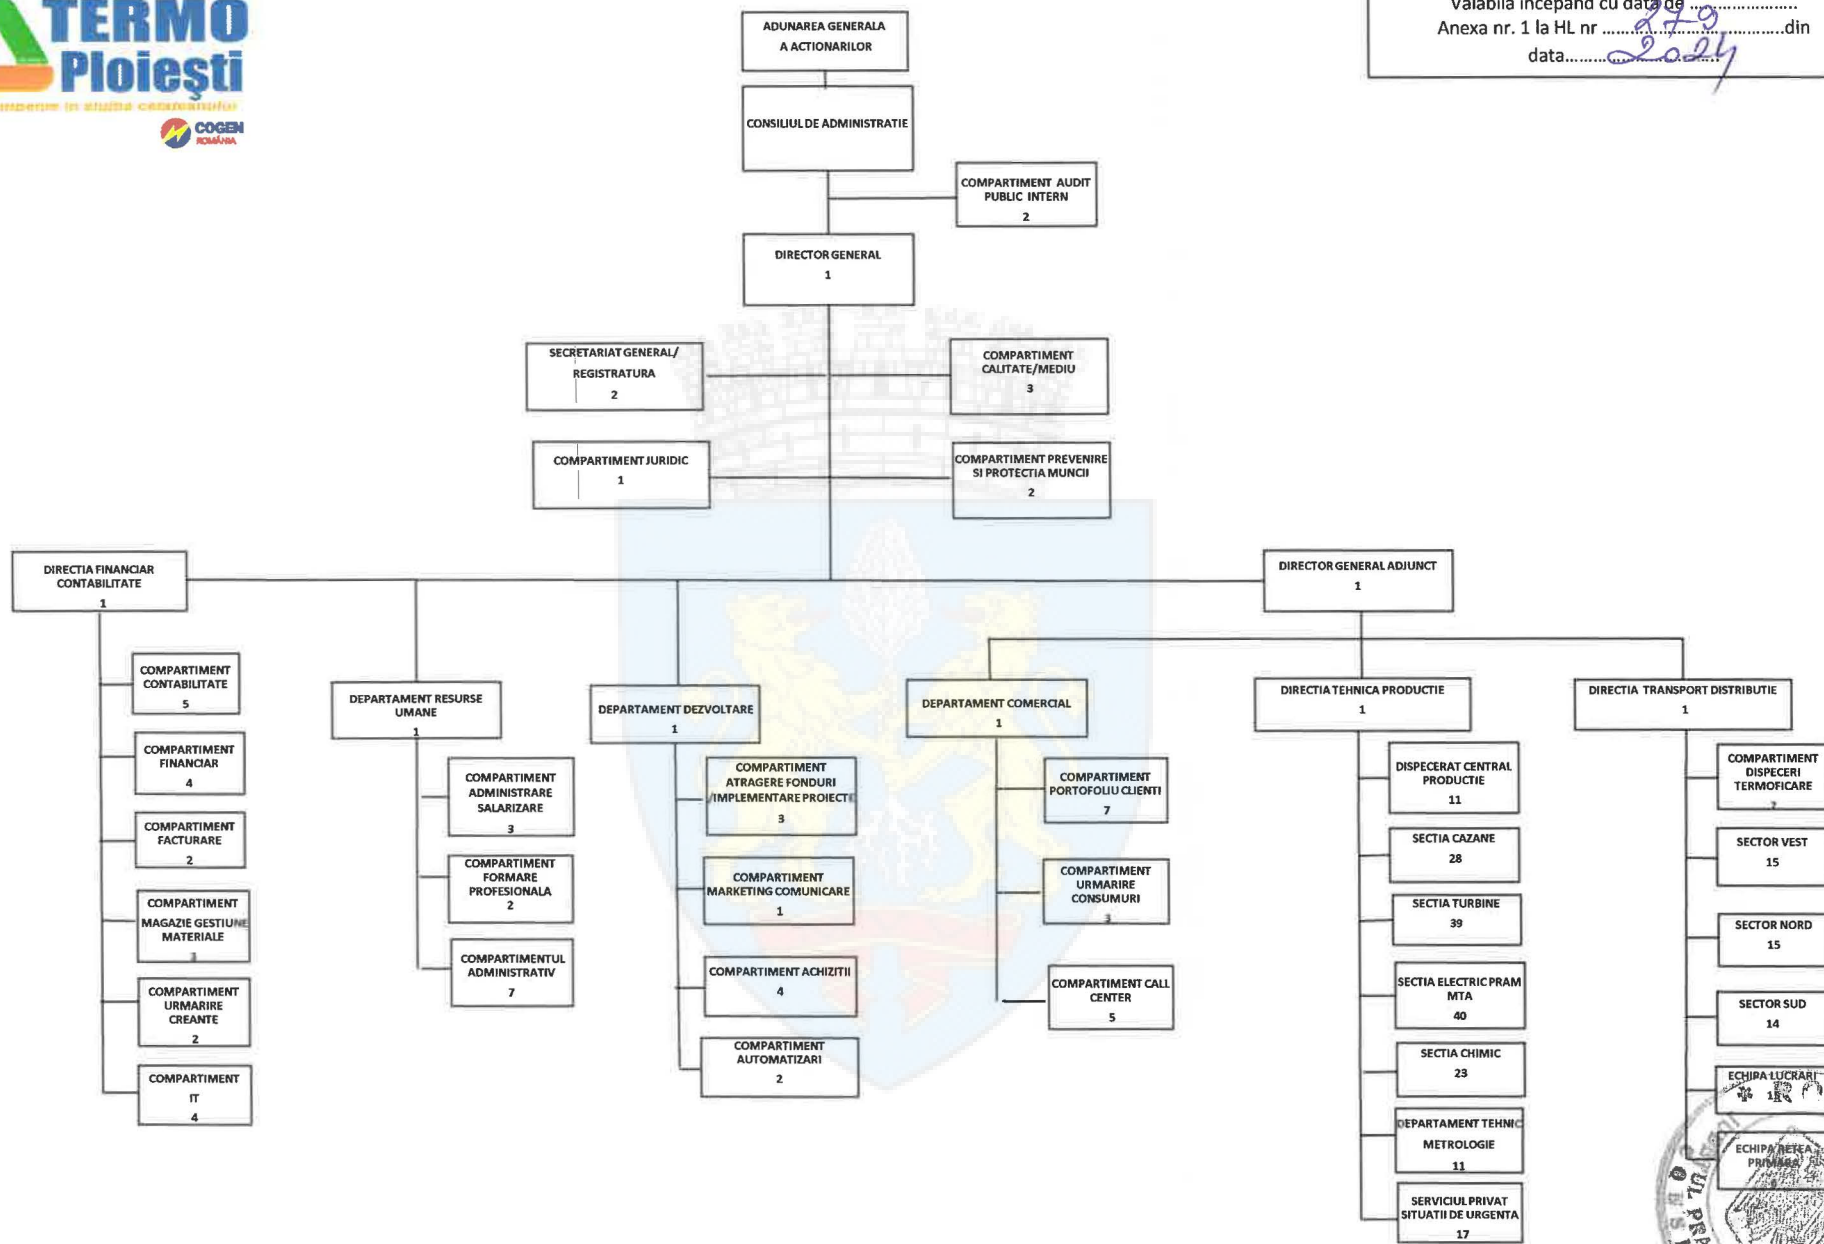 TERMO
Ploiești
COGEN
ROMÂNIA
Valabila incepand cu data de ........................
Anexa nr. 1 la HL nr ........279........din
data........2024........
ADUNAREA GENERALA
A ACTIONARILOR
CONSILIUL DE ADMINISTRATIE
COMPARTIMENT AUDIT
PUBLIC INTERN
2
DIRECTOR GENERAL
1
SECRETARIAT GENERAL/
REGISTRATURA
2
COMPARTIMENT
CALITATE/MEDIU
3
COMPARTIMENT JURIDIC
1
COMPARTIMENT PREVENIRE
SI PROTECTIA MUNCII
2
DIRECTIA FINANCIAR
CONTABILITATE
1
DIRECTOR GENERAL ADJUNCT
1
COMPARTIMENT
CONTABILITATE
5
COMPARTIMENT
FINANCIAR
4
COMPARTIMENT
FACTURARE
2
COMPARTIMENT
MAGAZIE GESTIUNE
MATERIALE
3
COMPARTIMENT
URMARIRE
CREANTE
2
COMPARTIMENT
IT
4
DEPARTAMENT RESURSE
UMANE
1
COMPARTIMENT
ADMINISTRARE
SALARIZARE
3
COMPARTIMENT
FORMARE
PROFESIONALA
2
COMPARTIMENTUL
ADMINISTRATIV
7
DEPARTAMENT DEZVOLTARE
1
COMPARTIMENT
ATRAGERE FONDURI
/IMPLEMENTARE PROIECTE
3
COMPARTIMENT
MARKETING COMUNICARE
1
COMPARTIMENT ACHIZITII
4
COMPARTIMENT
AUTOMATIZARI
2
DEPARTAMENT COMERCIAL
1
COMPARTIMENT
PORTOFOLIU CLIENTI
7
COMPARTIMENT
URMARIRE
CONSUMURI
3
COMPARTIMENT CALL
CENTER
5
DIRECTIA TEHNICA PRODUCTIE
1
DISPECERAT CENTRAL
PRODUCTIE
11
SECTIA CAZANE
28
SECTIA TURBINE
39
SECTIA ELECTRIC PRAM
MTA
40
SECTIA CHIMIC
23
DEPARTAMENT TEHNIC
METROLOGIE
11
SERVICIUL PRIVAT
SITUATII DE URGENTA
17
DIRECTIA TRANSPORT DISTRIBUTIE
1
COMPARTIMENT
DISPECERI
TERMOFICARE
SECTOR VEST
15
SECTOR NORD
15
SECTOR SUD
14
ECHIPA LUCRARI
ECHIPA RETEA
PRIMARA